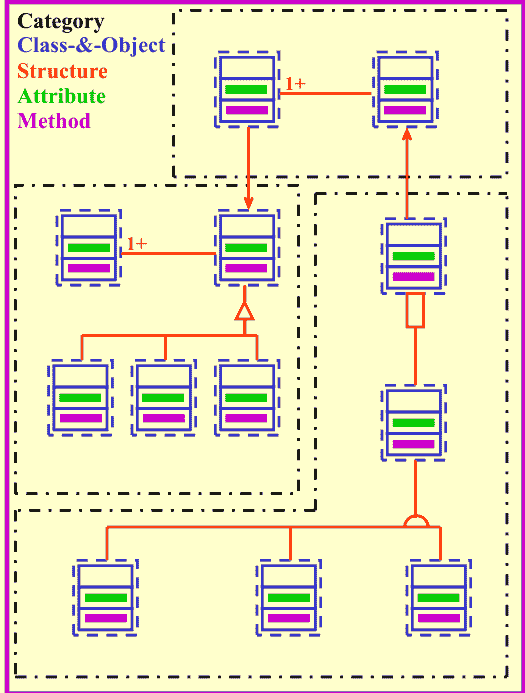 Category
Class-&-Object
Structure
Attribute
Method
1+
1+